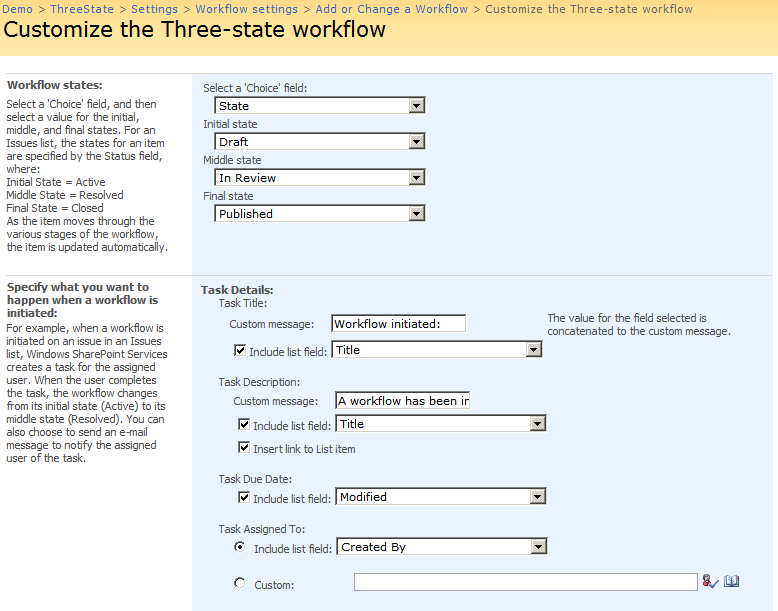 Demo > ThreeState > Settings > Workflow settings > Add or Change a Workflow > Customize the Three-state workflow
Customize the Three-state workflow
Workflow states:
Select a 'Choice' field, and then
select a value for the initial,
middle, and final states. For an
Issues list, the states for an item
are specified by the Status field,
where:
Initial State = Active
Middle State = Resolved
Final State = Closed
As the item moves through the
various stages of the workflow,
the item is updated automatically.
Select a 'Choice' field:
State
Initial state
Draft
Middle state
In Review
Final state
Published
Specify what you want to
happen when a workflow is
initiated:
For example, when a workflow is
initiated on an issue in an Issues
list, Windows SharePoint Services
creates a task for the assigned
user. When the user completes
the task, the workflow changes
from its initial state (Active) to its
middle state (Resolved). You can
also choose to send an e-mail
message to notify the assigned
user of the task.
Task Details:
Task Title:
Custom message: Workflow initiated:
The value for the field selected is
concatenated to the custom message.
Include list field: Title
Task Description:
Custom message: A workflow has been in
Include list field: Title
Insert link to List item
Task Due Date:
Include list field: Modified
Task Assigned To:
Include list field: Created By
Custom: